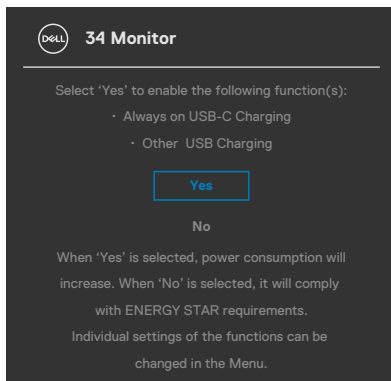 DELL
34 Monitor
Select ‘Yes’ to enable the following function(s):
· Always on USB-C Charging
· Other USB Charging
Yes
No
When ‘Yes’ is selected, power consumption will
increase. When ‘No’ is selected, it will comply
with ENERGY STAR requirements.
Individual settings of the functions can be
changed in the Menu.